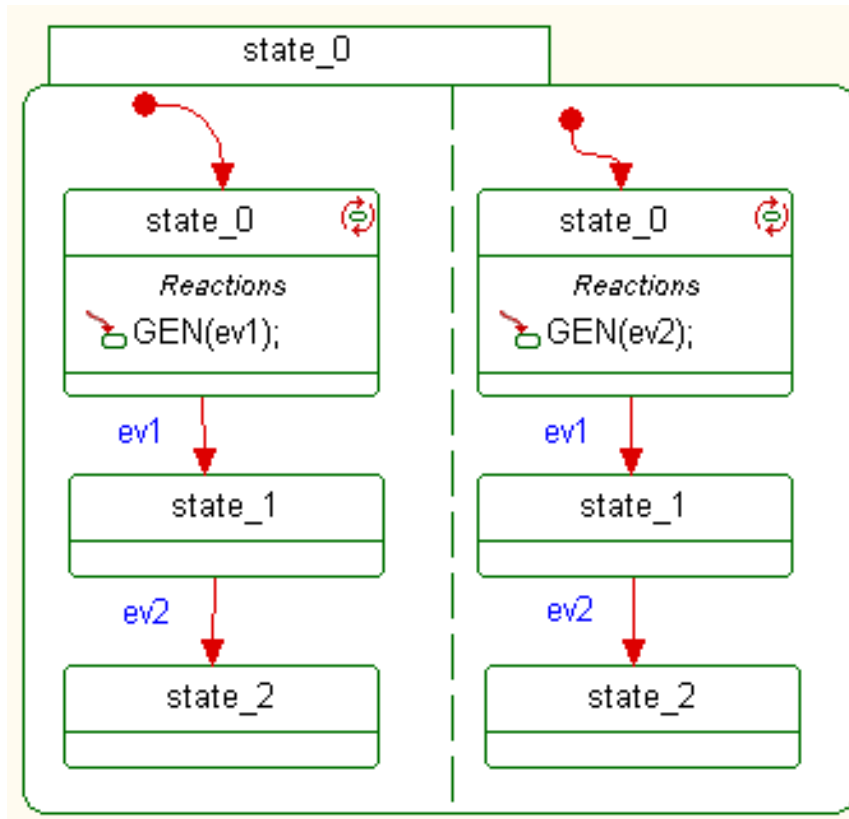 state_0
state_0
Reactions
GEN(ev1);
ev1
state_1
ev2
state_2
state_0
Reactions
GEN(ev2);
ev1
state_1
ev2
state_2